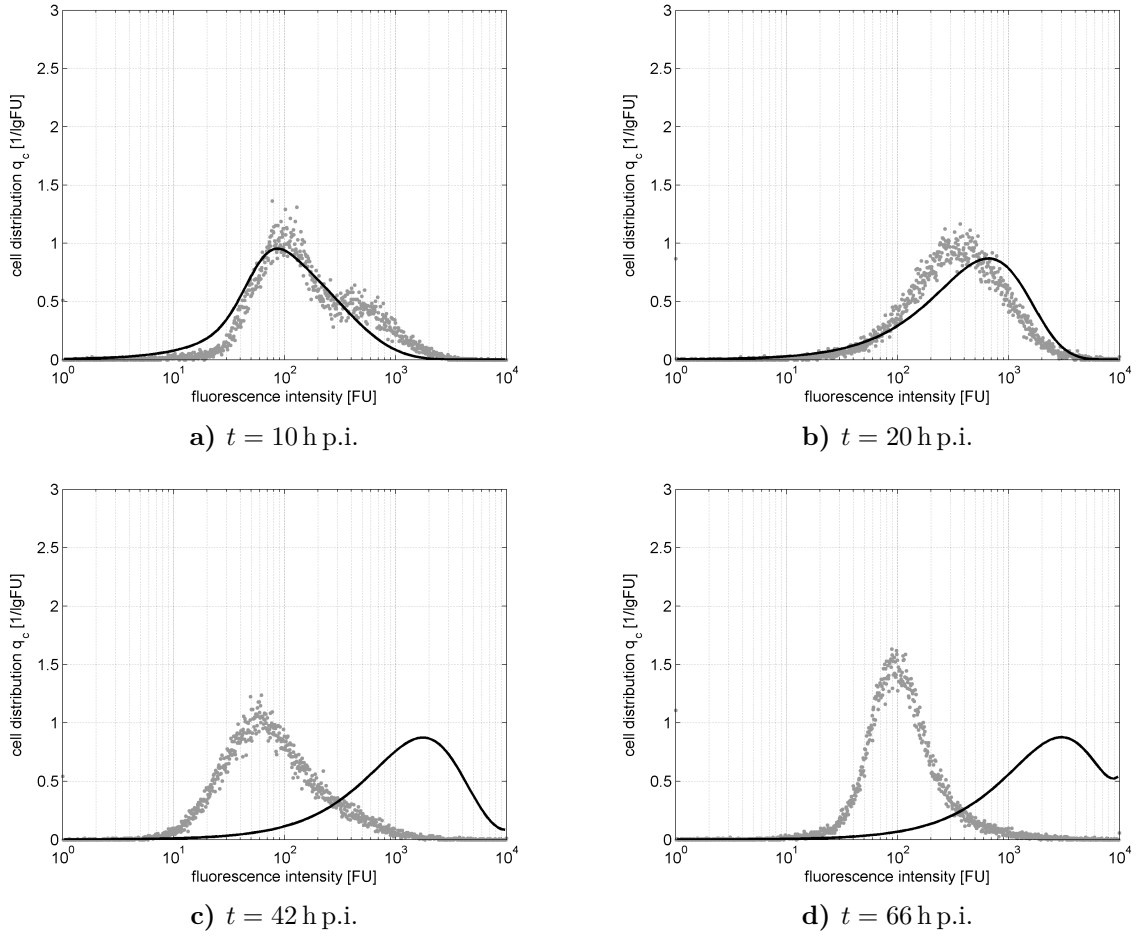 3
2.5
2
1.5
1
0.5
0
cell distribution q_c [1/lgFU]
10^0 10^1 10^2 10^3 10^4
fluorescence intensity [FU]
a) t = 10 h p.i.
3
2.5
2
1.5
1
0.5
0
cell distribution q_c [1/lgFU]
10^0 10^1 10^2 10^3 10^4
fluorescence intensity [FU]
b) t = 20 h p.i.
3
2.5
2
1.5
1
0.5
0
cell distribution q_c [1/lgFU]
10^0 10^1 10^2 10^3 10^4
fluorescence intensity [FU]
c) t = 42 h p.i.
3
2.5
2
1.5
1
0.5
0
cell distribution q_c [1/lgFU]
10^0 10^1 10^2 10^3 10^4
fluorescence intensity [FU]
d) t = 66 h p.i.